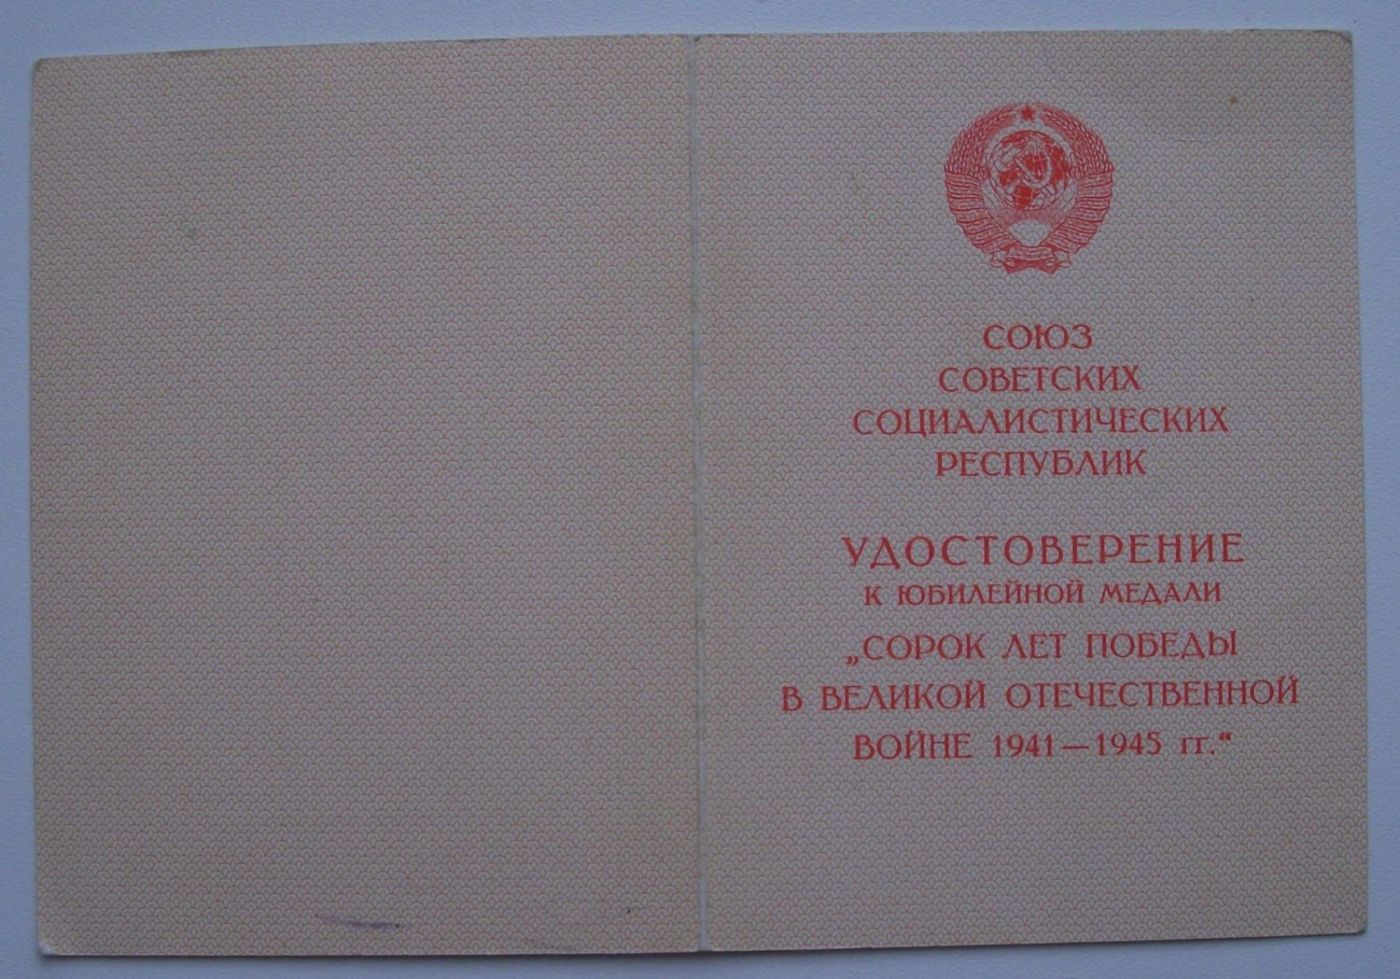 СОЮЗ
СОВЕТСКИХ
СОЦИАЛИСТИЧЕСКИХ
РЕСПУБЛИК
УДОСТОВЕРЕНИЕ
К ЮБИЛЕЙНОЙ МЕДАЛИ
„СОРОК ЛЕТ ПОБЕДЫ
В ВЕЛИКОЙ ОТЕЧЕСТВЕННОЙ
ВОЙНЕ 1941—1945 гг.“